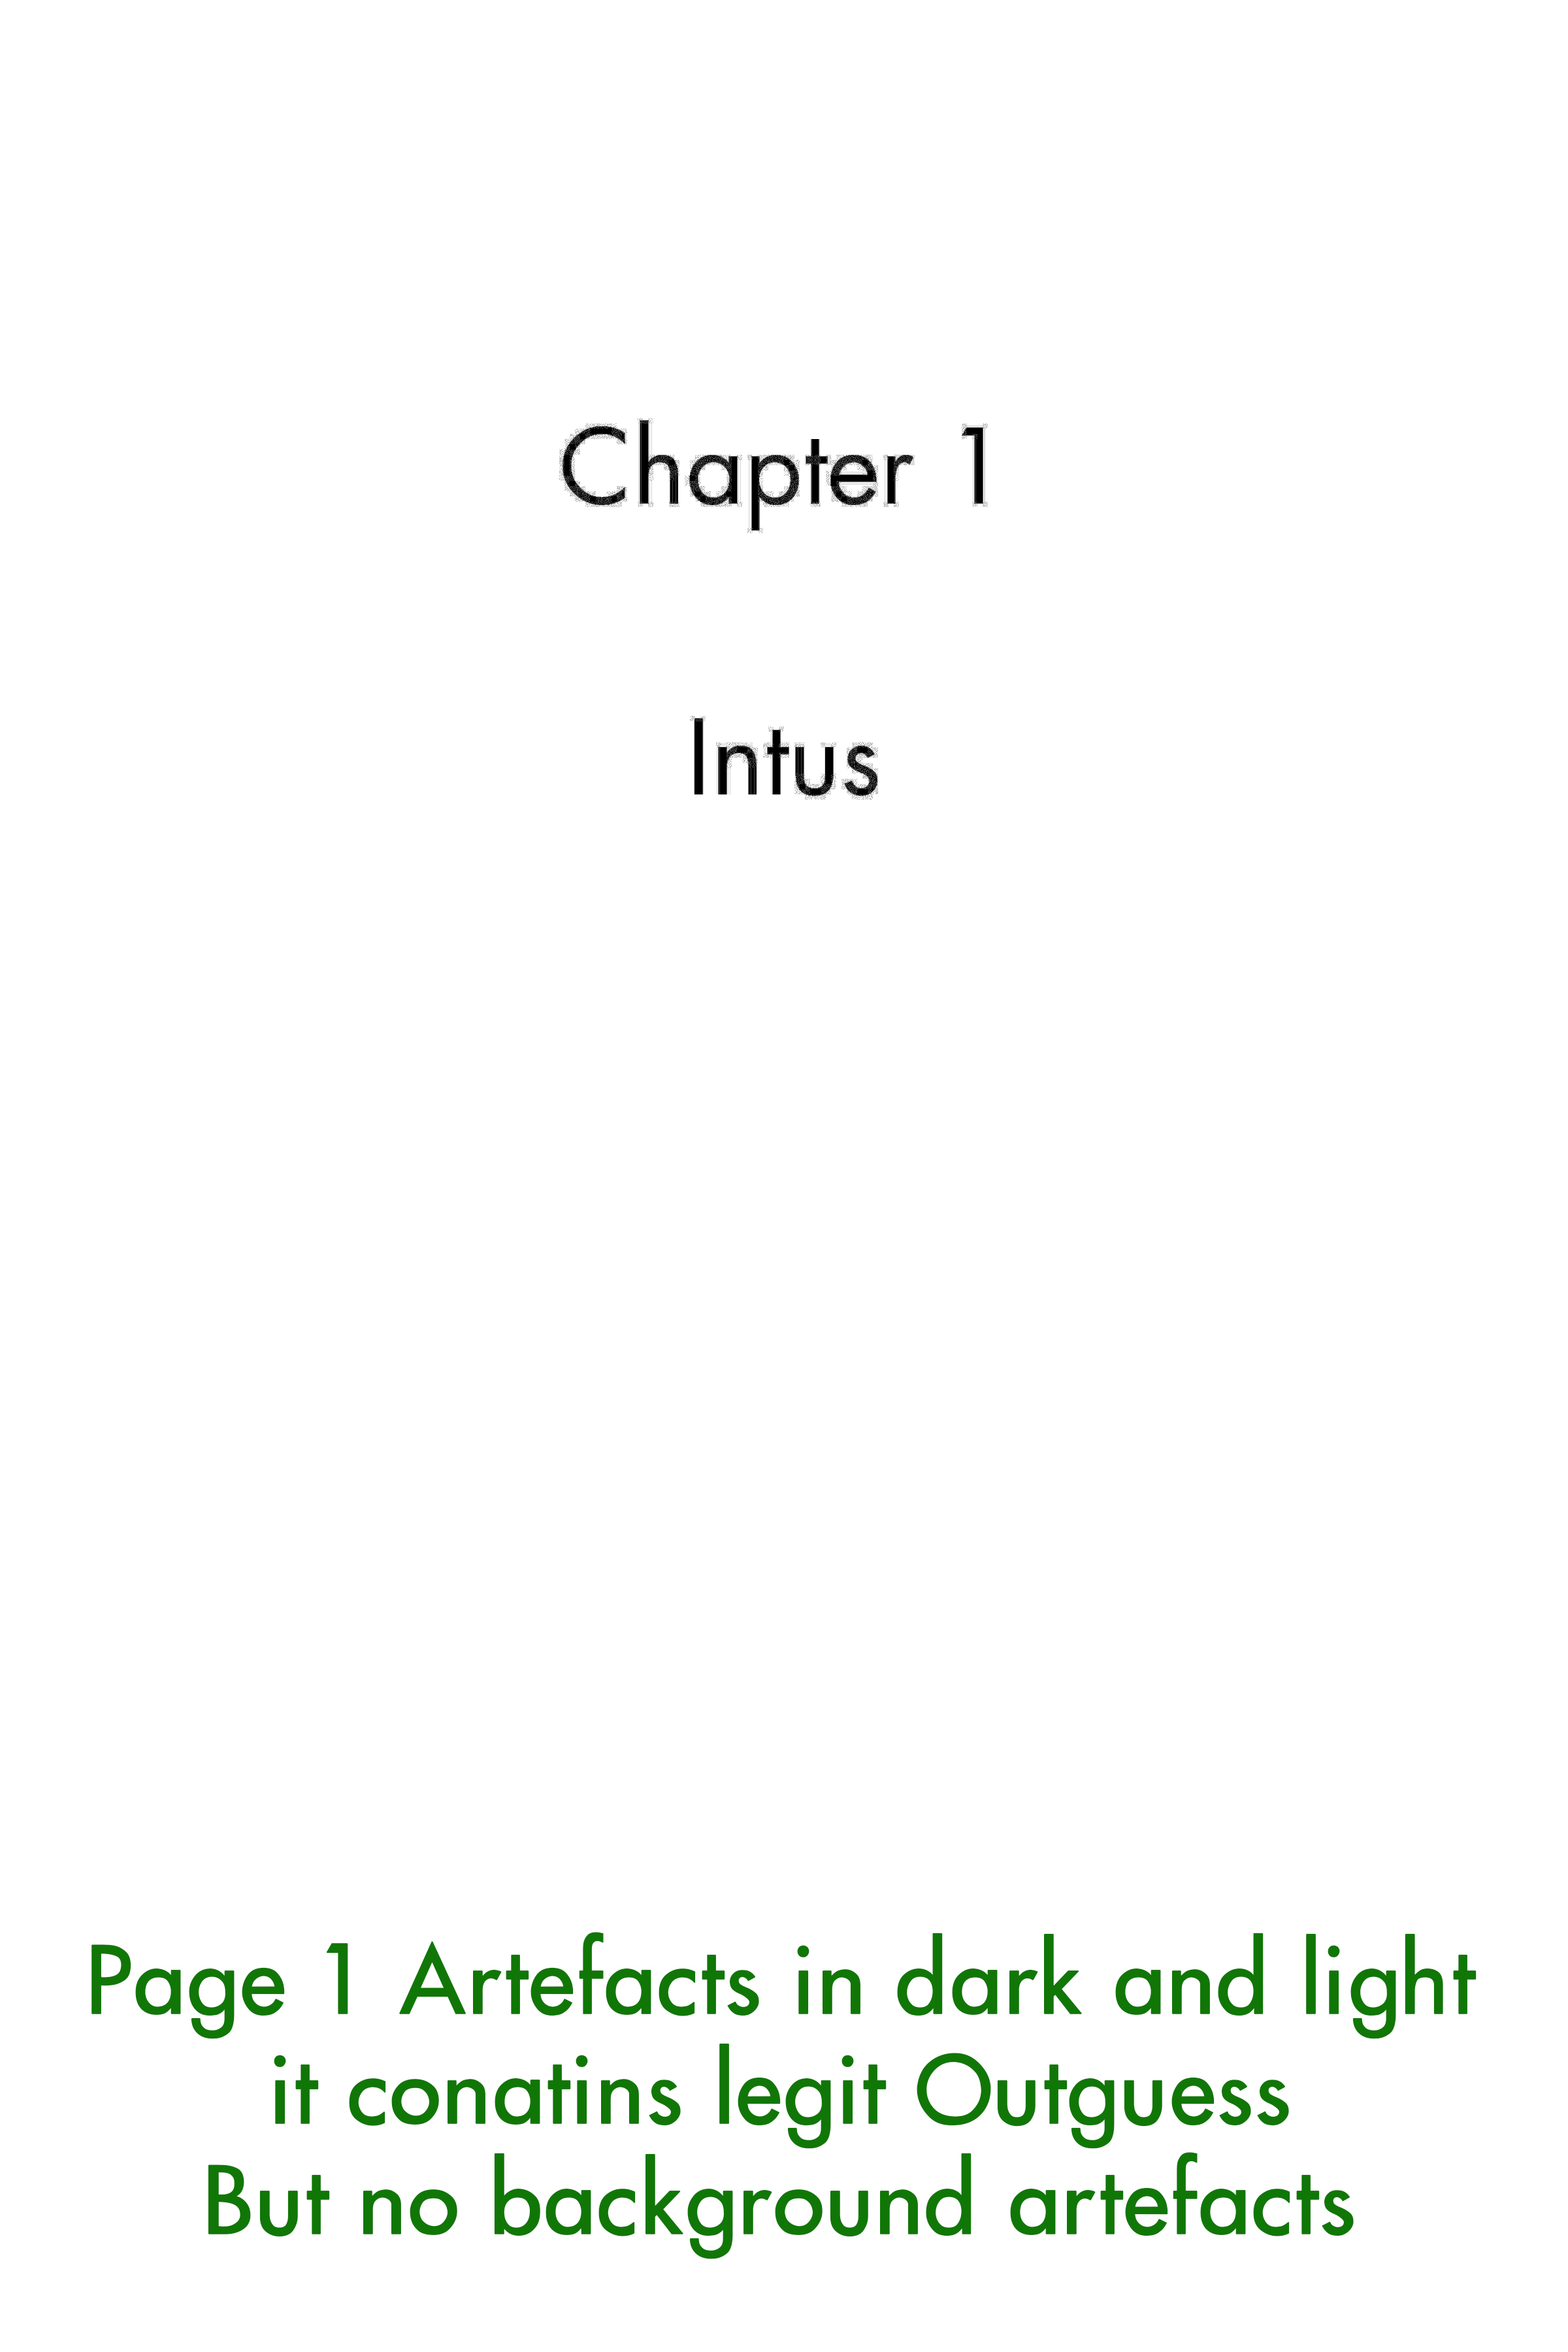 Chapter 1
Intus
Page 1 Artefacts in dark and light
it conatins legit Outguess
But no background artefacts